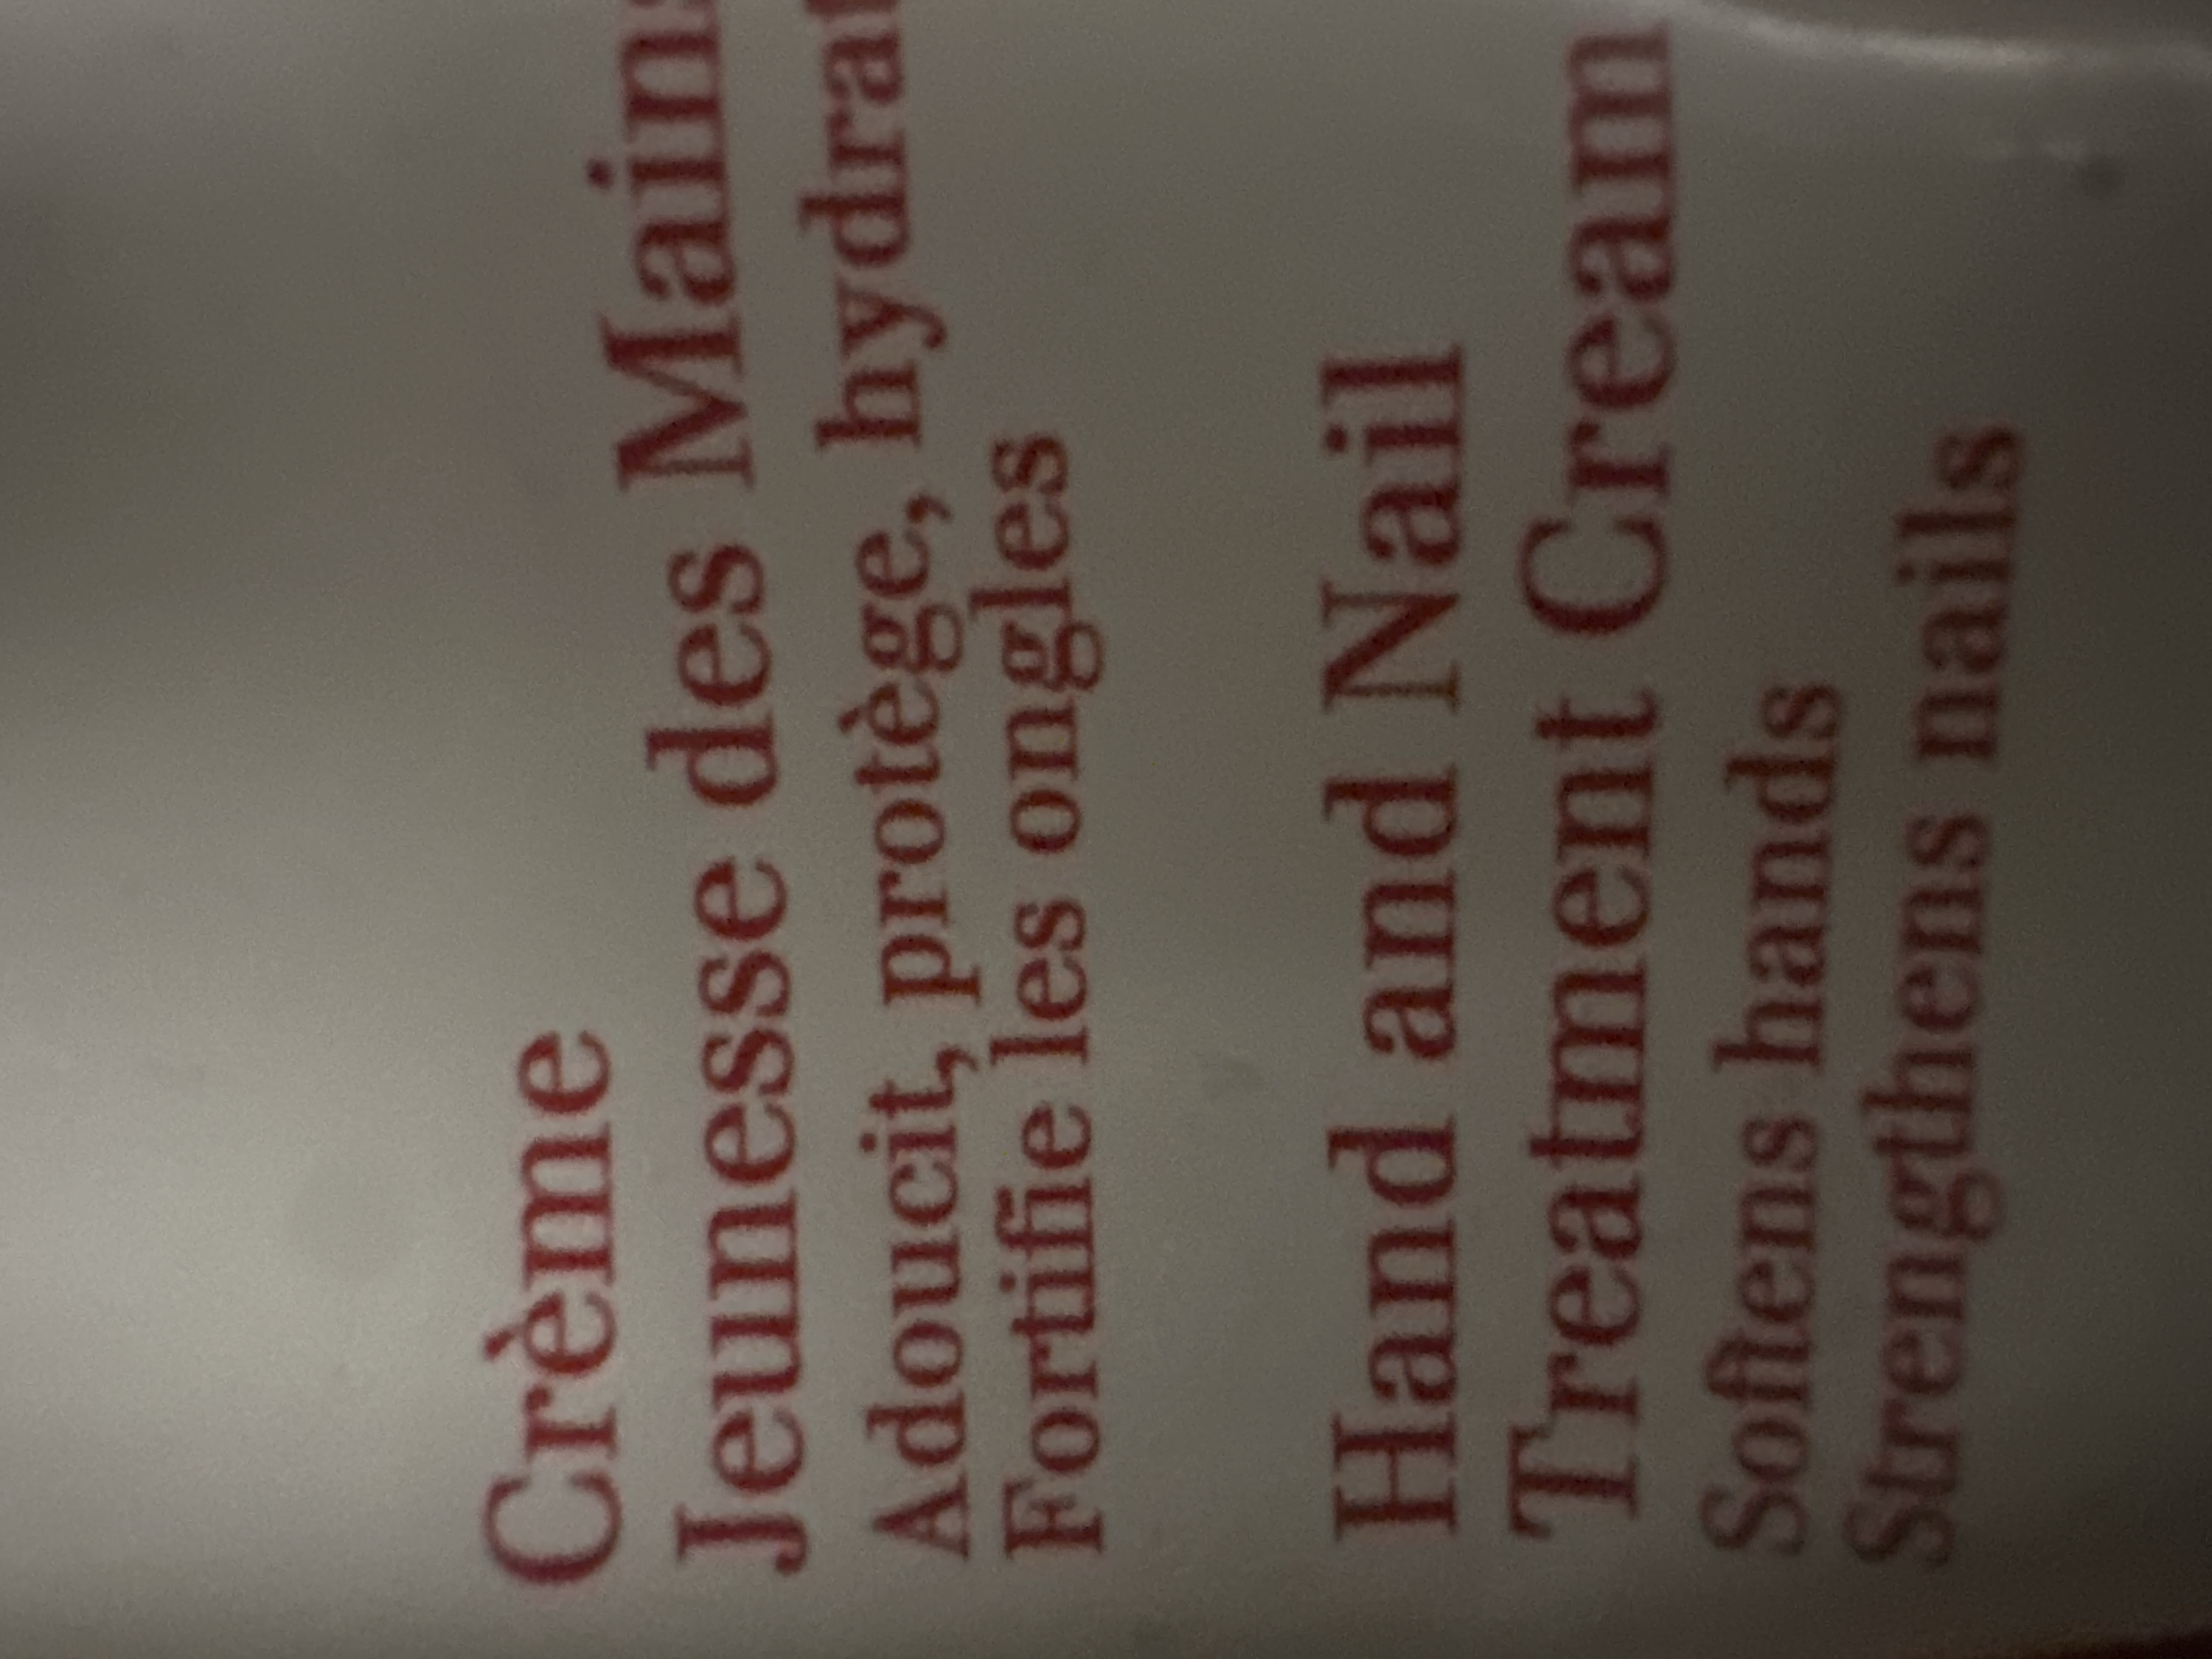 Crème
Jeunesse des Mains
Adoucit, protège, hydrat
Fortifie les ongles
Hand and Nail
Treatment Cream
Softens hands
Strengthens nails